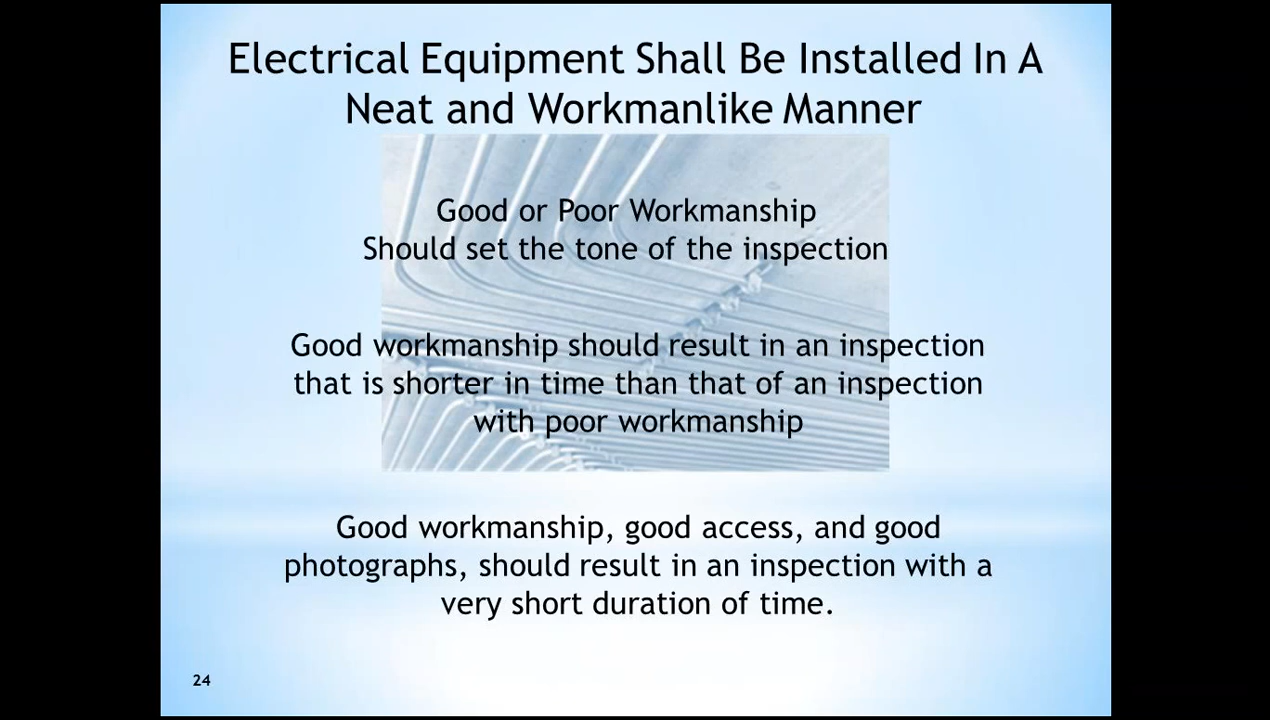 Electrical Equipment Shall Be Installed In A
Neat and Workmanlike Manner
Good or Poor Workmanship
Should set the tone of the inspection
Good workmanship should result in an inspection
that is shorter in time than that of an inspection
with poor workmanship
Good workmanship, good access, and good
photographs, should result in an inspection with a
very short duration of time.
24